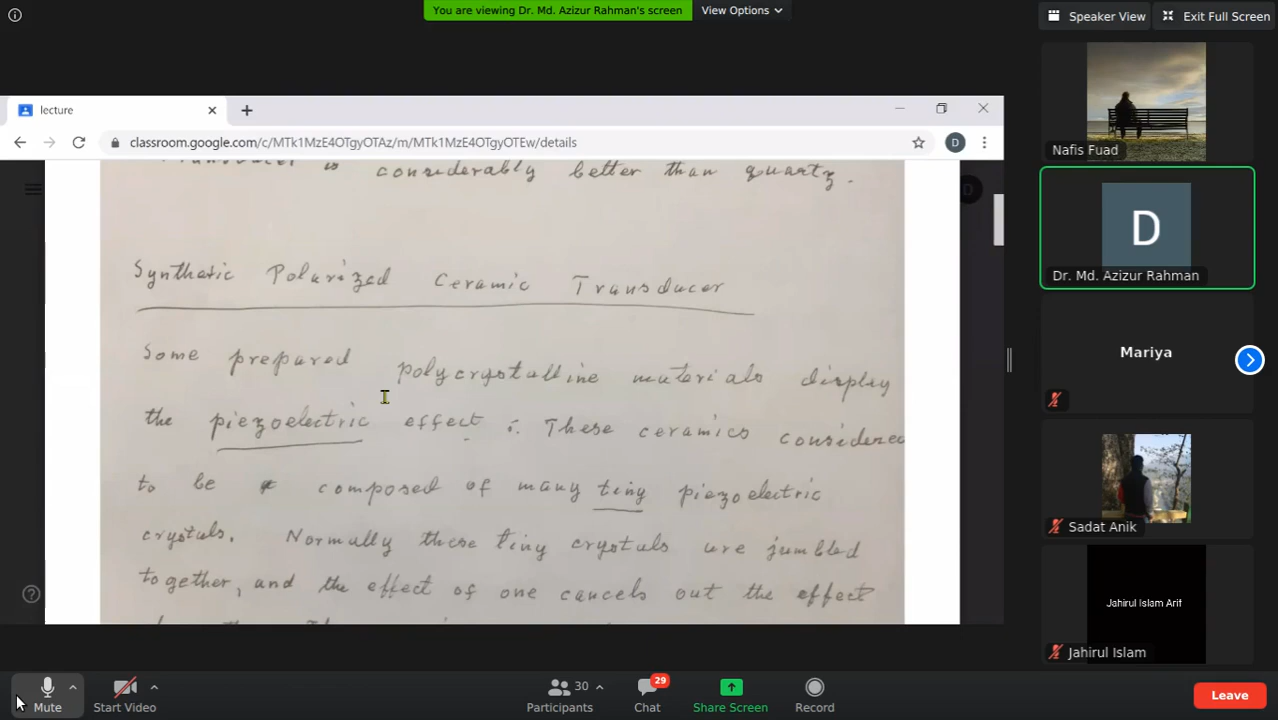 You are viewing Dr. Md. Azizur Rahman's screen
View Options
Speaker View
Exit Full Screen
lecture
classroom.google.com/c/MTk1MzE4OTgyOTAz/m/MTk1MzE4OTgyOTEw/details
D
is considerably better than quartz.
Synthatic Polarized Ceramic Transducer
Some prepared polycrystalline materials display
the piezoelectric effect ∴ These ceramics considered
to be composed of many tiny piezoelectric
crystals. Normally these tiny crystals are jumbled
together, and the effect of one cancels out the effect
Nafis Fuad
D
Dr. Md. Azizur Rahman
Mariya
Sadat Anik
Jahirul Islam Arif
Jahirul Islam
Mute
Start Video
30
Participants
29
Chat
Share Screen
Record
Leave